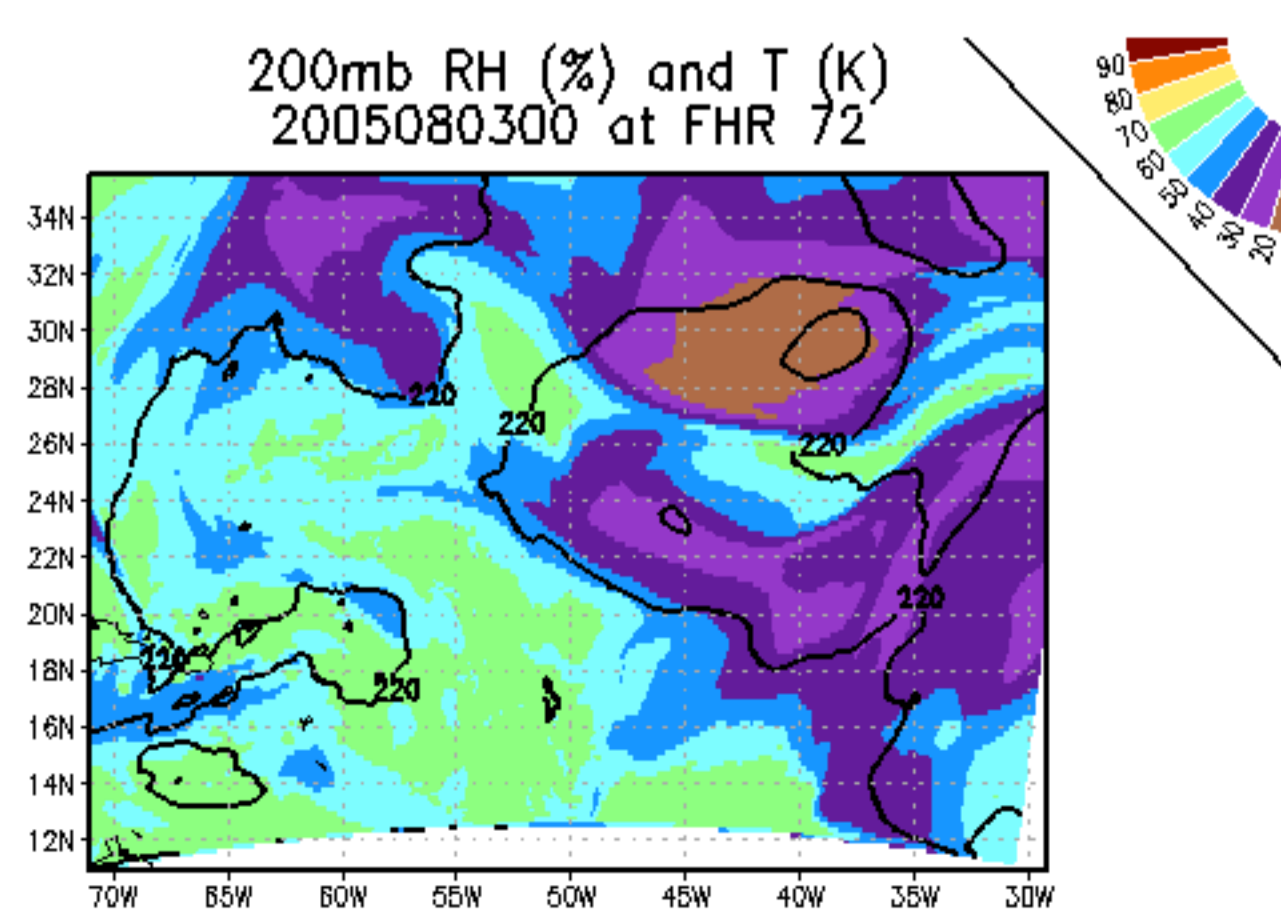 200mb RH (%) and T (K)
2005080300 at FHR 72
90
80
70
60
50
40
30
20
34N
32N
30N
28N
26N
24N
22N
20N
18N
16N
14N
12N
220
220
220
220
220
220
70W
65W
60W
55W
50W
45W
40W
35W
30W